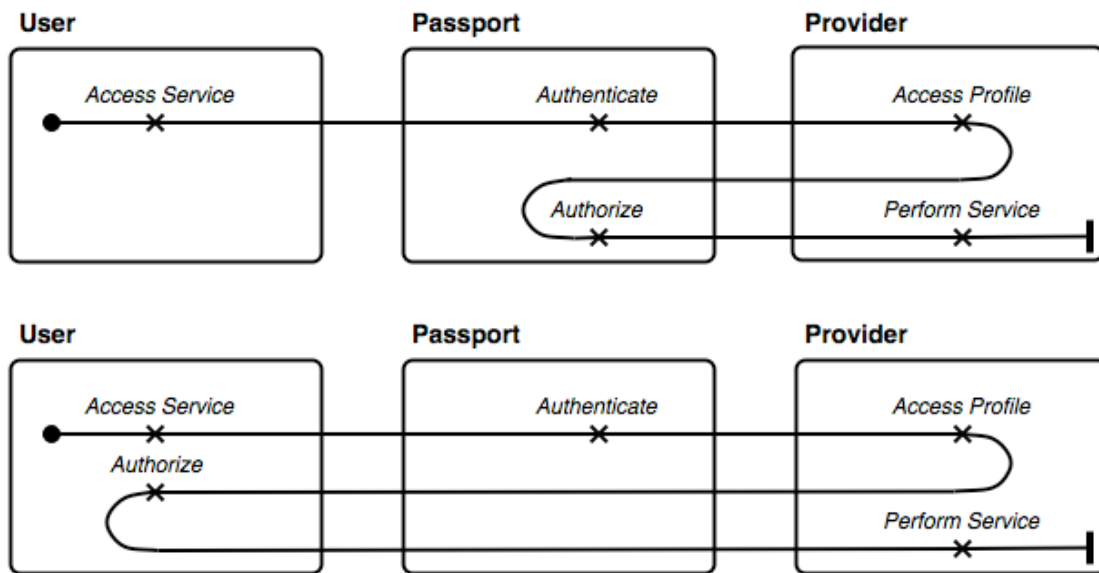 User Passport Provider
Access Service Authenticate Access Profile
Authorize Perform Service
User Passport Provider
Access Service Authenticate Access Profile
Authorize
Perform Service